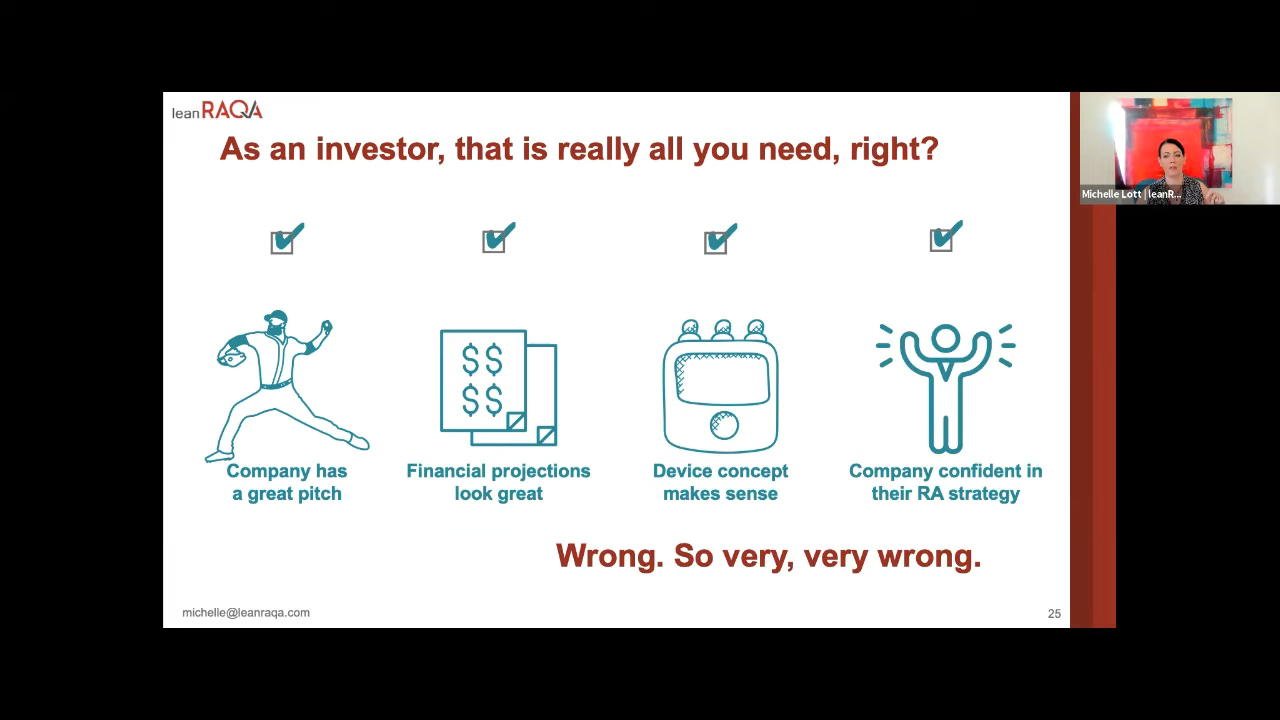 lean RAQA
As an investor, that is really all you need, right?
Michelle Lott | leanR...
$$
$$
Company has
a great pitch
Financial projections
look great
Device concept
makes sense
Company confident in
their RA strategy
Wrong. So very, very wrong.
michelle@leanraqa.com
25